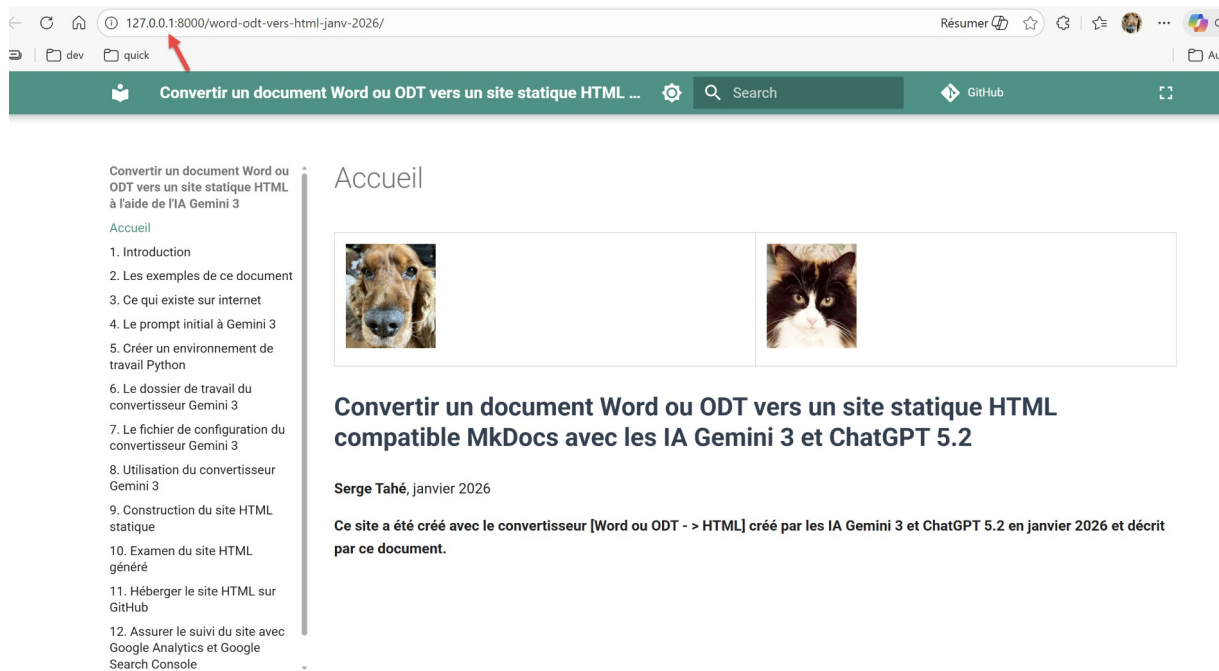 127.0.0.1:8000/word-odt-vers-html-janv-2026/
Résumer
dev
quick
Convertir un document Word ou ODT vers un site statique HTML ...
Search
GitHub
Convertir un document Word ou
ODT vers un site statique HTML
à l'aide de l'IA Gemini 3
Accueil
1. Introduction
2. Les exemples de ce document
3. Ce qui existe sur internet
4. Le prompt initial à Gemini 3
5. Créer un environnement de
travail Python
6. Le dossier de travail du
convertisseur Gemini 3
7. Le fichier de configuration du
convertisseur Gemini 3
8. Utilisation du convertisseur
Gemini 3
9. Construction du site HTML
statique
10. Examen du site HTML
généré
11. Héberger le site HTML sur
GitHub
12. Assurer le suivi du site avec
Google Analytics et Google
Search Console
Accueil
Convertir un document Word ou ODT vers un site statique HTML
compatible MkDocs avec les IA Gemini 3 et ChatGPT 5.2
Serge Tahé, janvier 2026
Ce site a été créé avec le convertisseur [Word ou ODT - > HTML] créé par les IA Gemini 3 et ChatGPT 5.2 en janvier 2026 et décrit
par ce document.